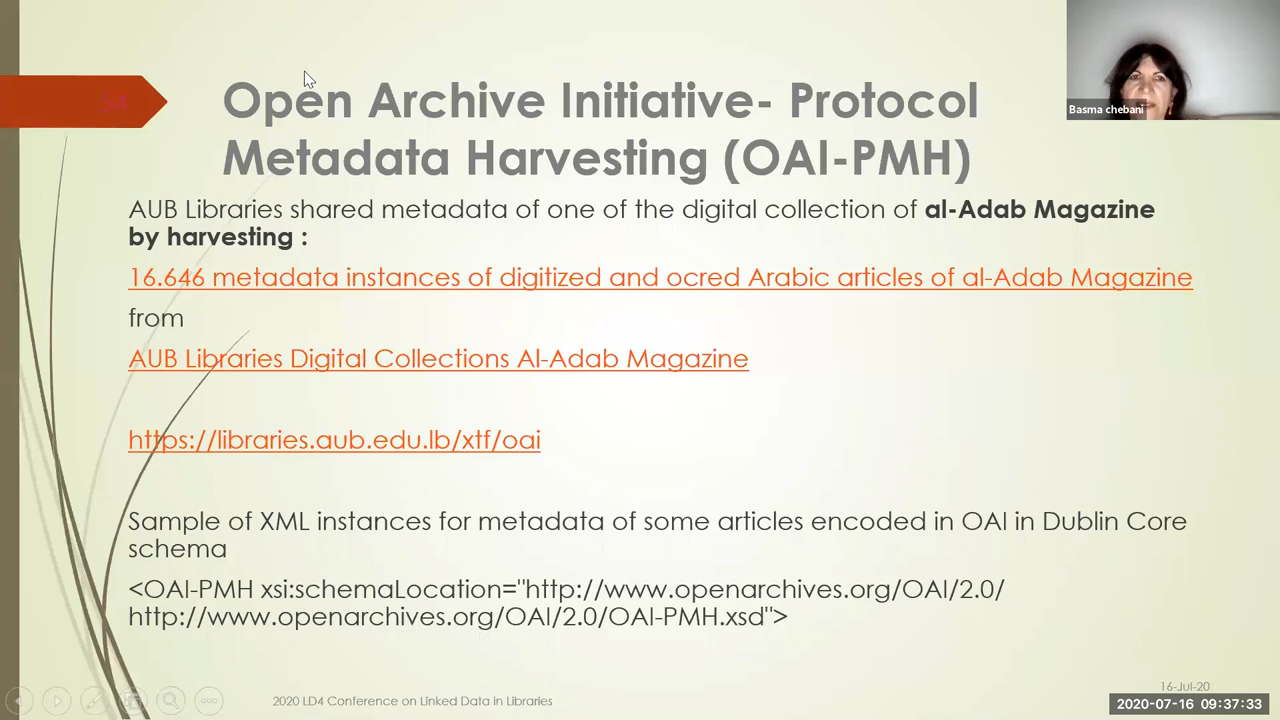 54
Open Archive Initiative- Protocol
Metadata Harvesting (OAI-PMH)
Basma chebani
AUB Libraries shared metadata of one of the digital collection of al-Adab Magazine
by harvesting :
16.646 metadata instances of digitized and ocred Arabic articles of al-Adab Magazine
from
AUB Libraries Digital Collections Al-Adab Magazine
https://libraries.aub.edu.lb/xtf/oai
Sample of XML instances for metadata of some articles encoded in OAI in Dublin Core
schema
<OAI-PMH xsi:schemaLocation="http://www.openarchives.org/OAI/2.0/
http://www.openarchives.org/OAI/2.0/OAI-PMH.xsd">
16-Jul-20
2020 LD4 Conference on Linked Data in Libraries
2020-07-16 09:37:33